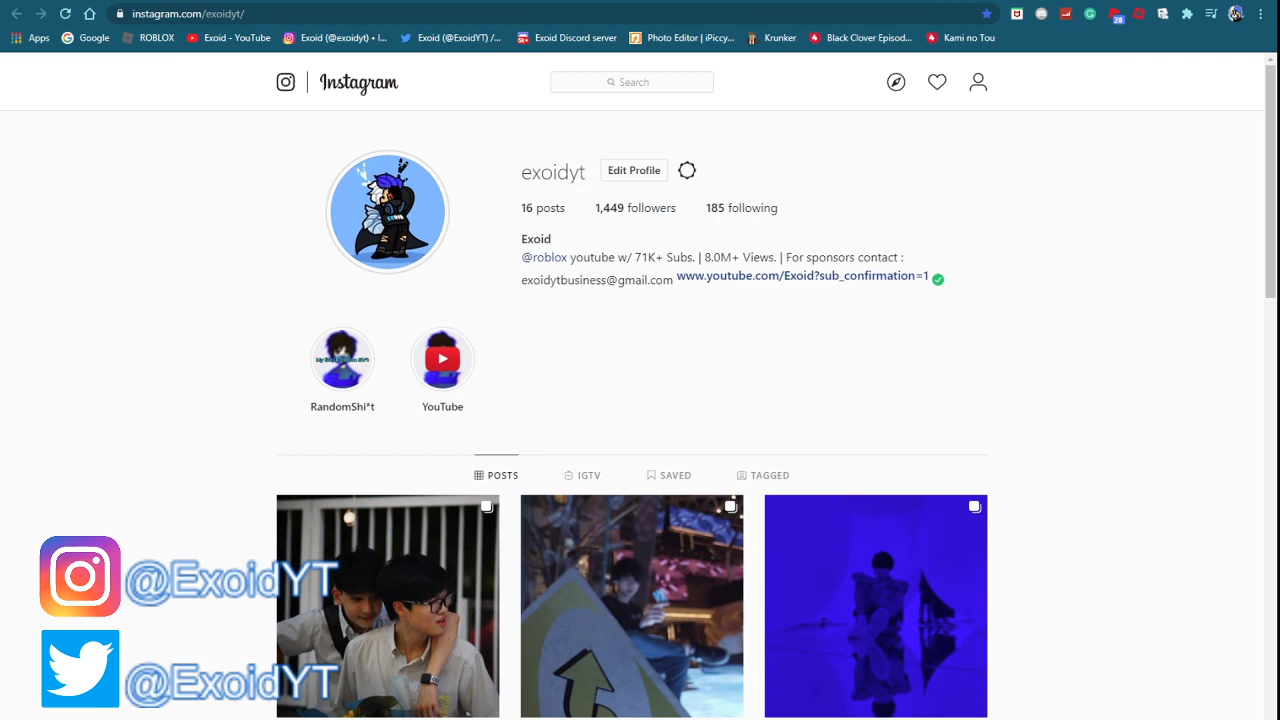 instagram.com/exoidyt/
28
Apps Google ROBLOX Exoid - YouTube Exoid (@exoidyt) • I... Exoid (@ExoidYT) /... Exoid Discord server Photo Editor | iPiccy... Krunker Black Clover Episod... Kami no Tou
Instagram
Search
exoidyt Edit Profile
16 posts 1,449 followers 185 following
Exoid
@roblox youtube w/ 71K+ Subs. | 8.0M+ Views. | For sponsors contact :
exoidytbusiness@gmail.com www.youtube.com/Exoid?sub_confirmation=1
RandomShi*t YouTube
POSTS IGTV SAVED TAGGED
@ExoidYT
@ExoidYT